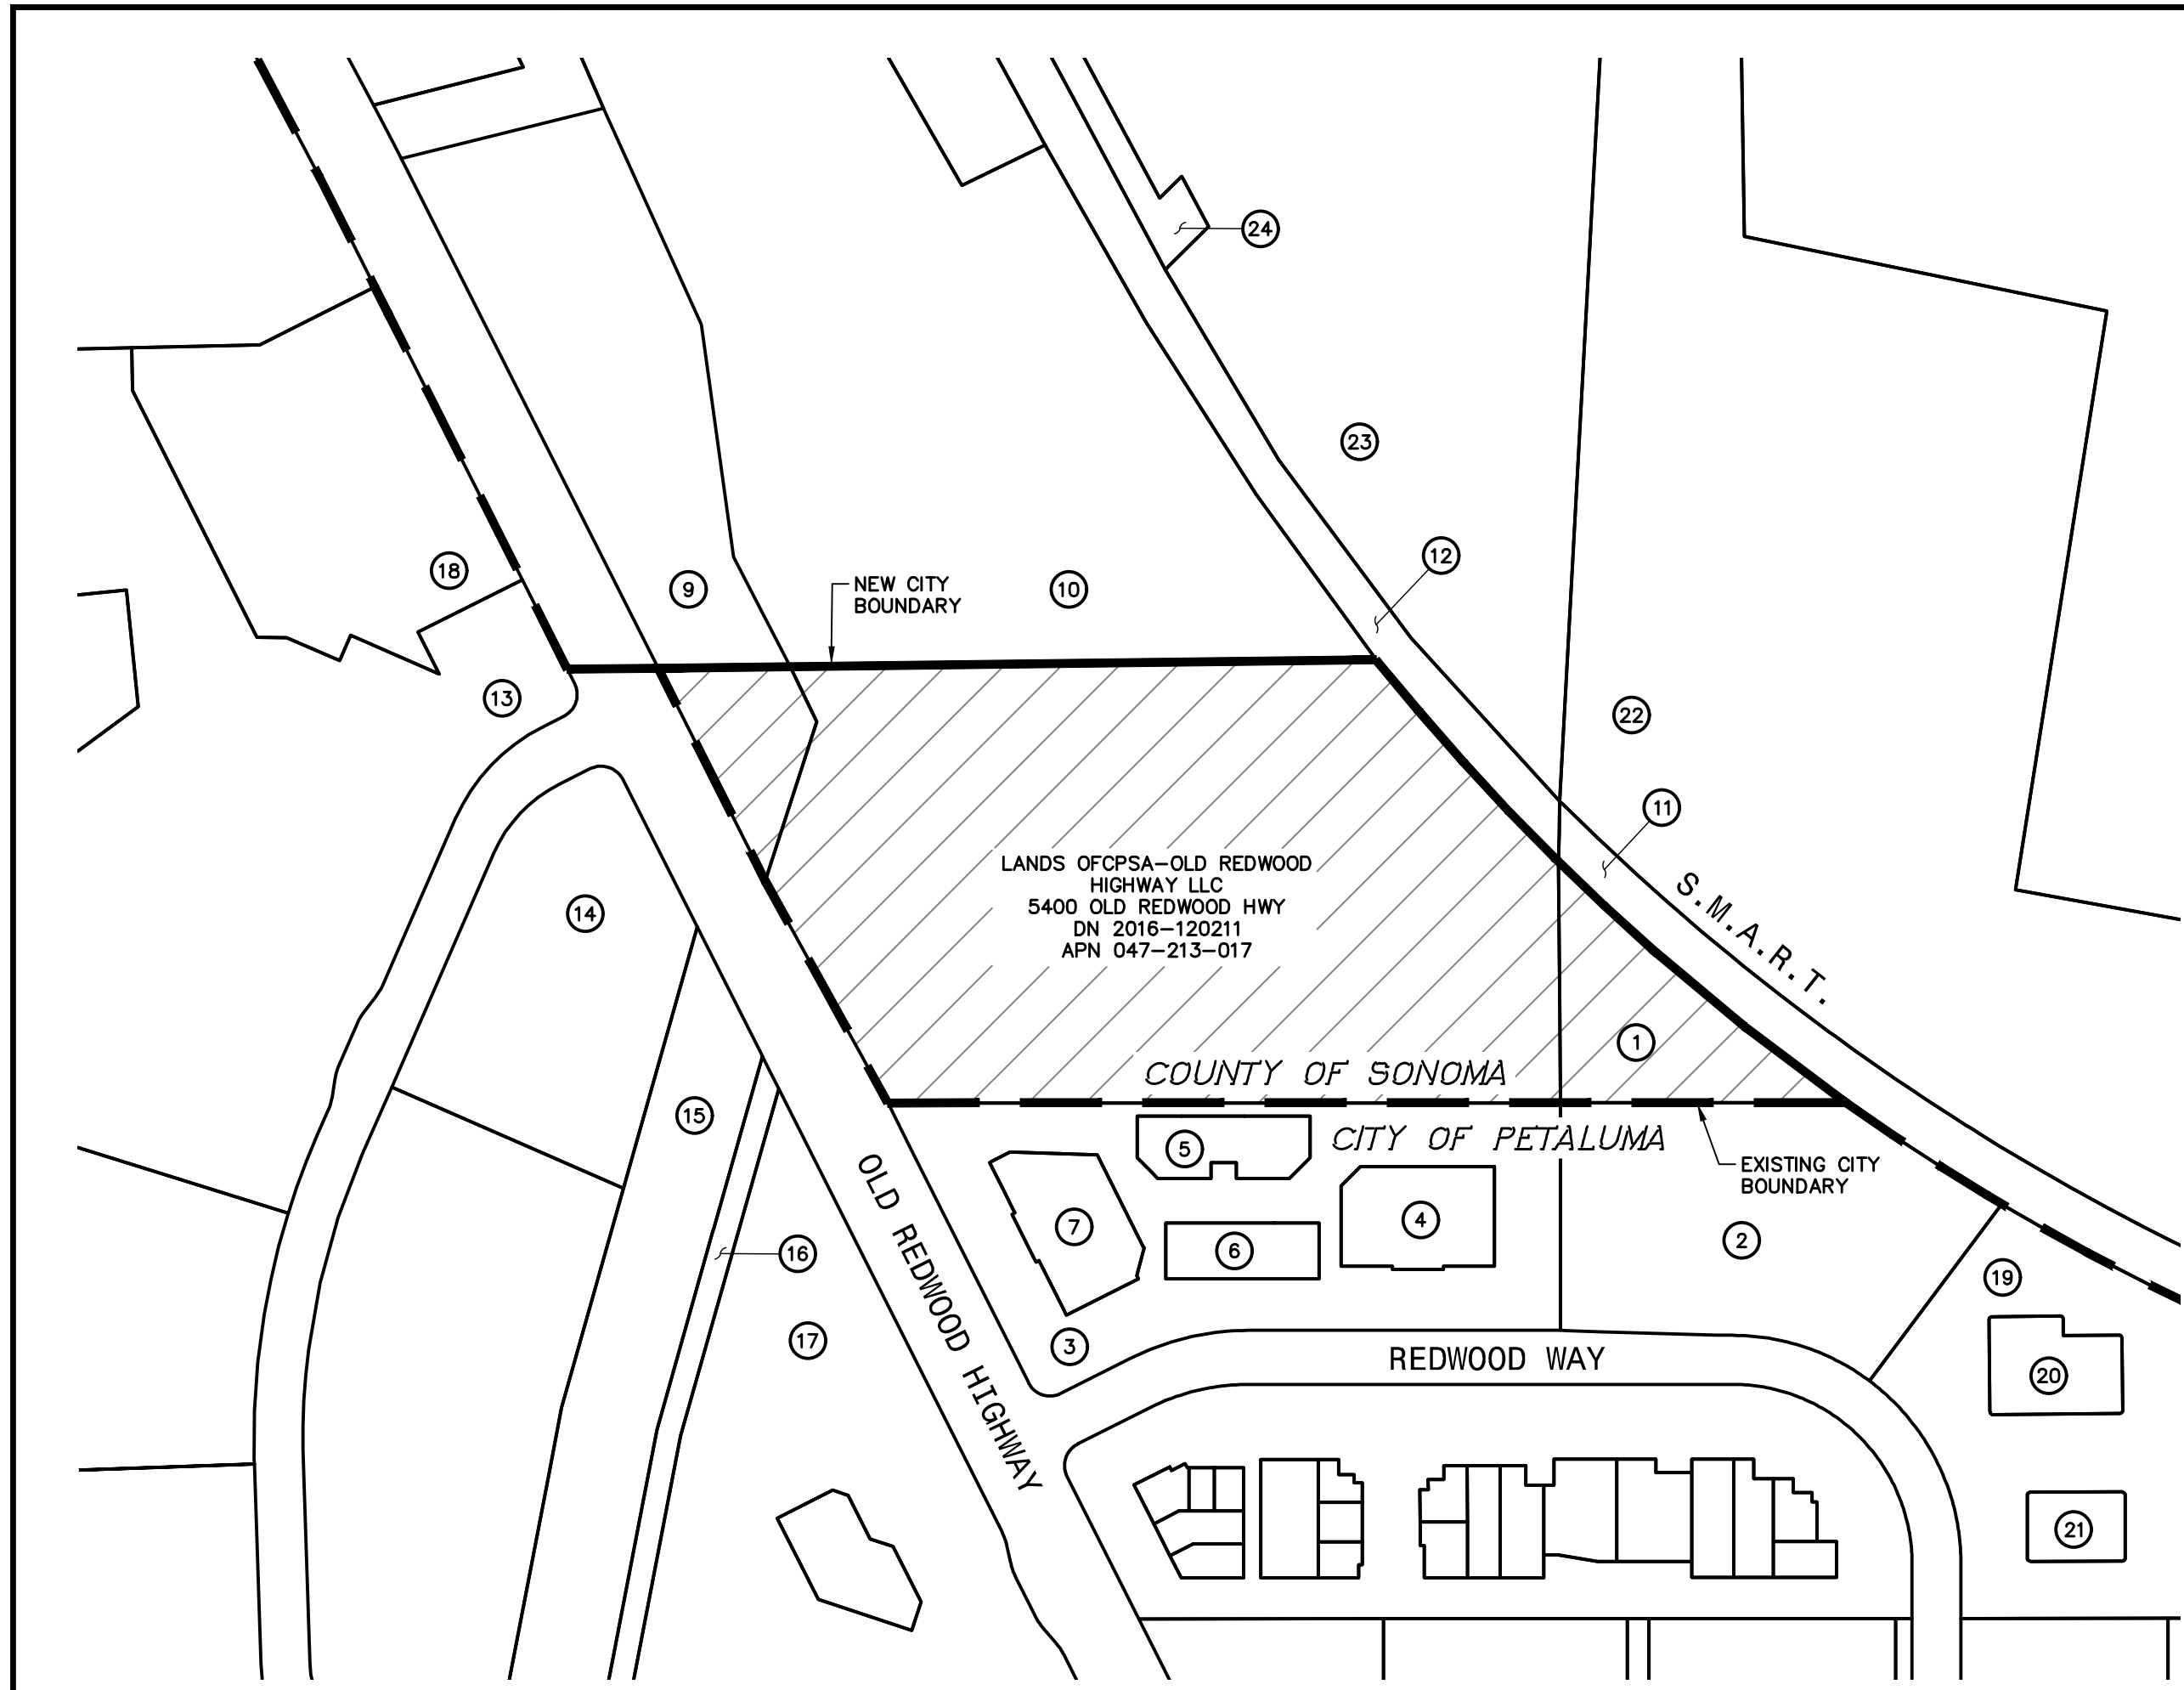 24
23
12
18
9
NEW CITY
BOUNDARY
10
13
22
11
LANDS OFCPSA-OLD REDWOOD
HIGHWAY LLC
5400 OLD REDWOOD HWY
DN 2016-120211
APN 047-213-017
S.M.A.R.T.
14
1
COUNTY OF SONOMA
15
5
CITY OF PETALUMA
EXISTING CITY
BOUNDARY
7
4
6
2
16
OLD REDWOOD HIGHWAY
19
17
3
REDWOOD WAY
20
21